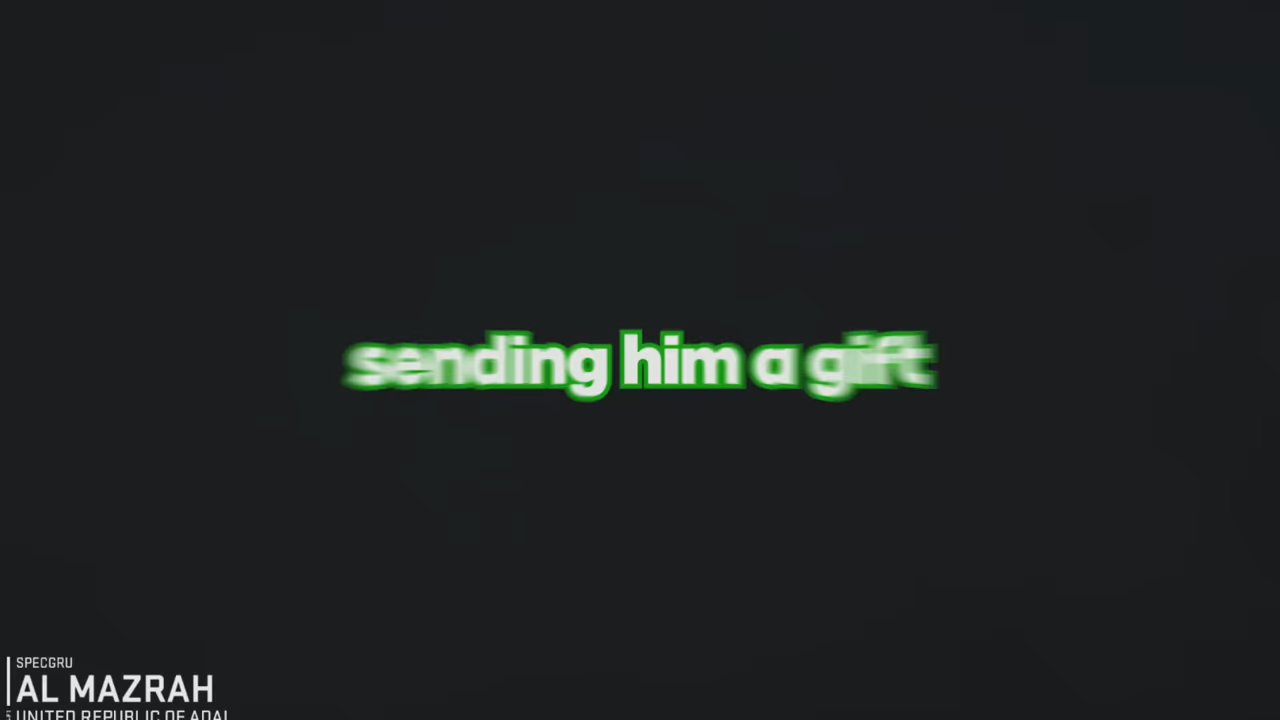 sending him a gift
SPECGRU
AL MAZRAH
UNITED REPUBLIC OF ADAL